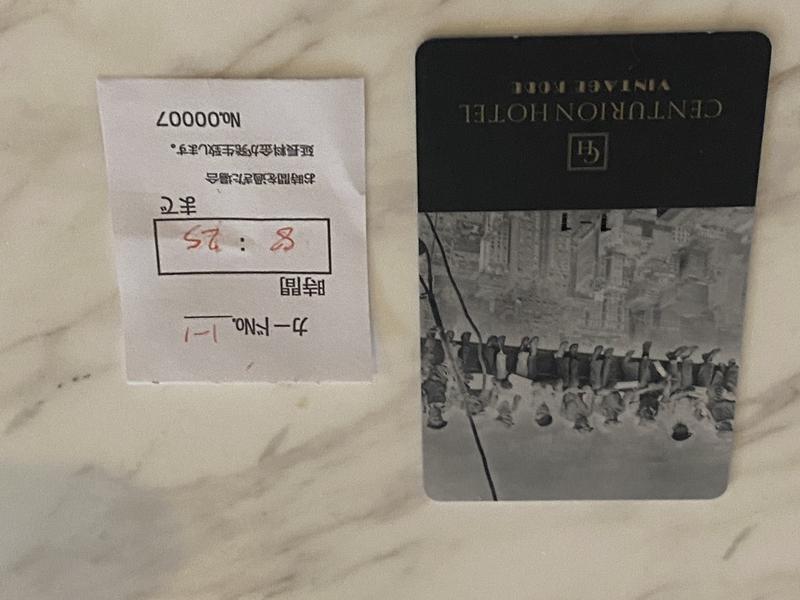 カードNo. 1-1
時間
8 : 25
まで
お時間を過ぎた場合
延長料金が発生致します。
No.00007
1-1
CH
CENTURION HOTEL
VINTAGE KOBE